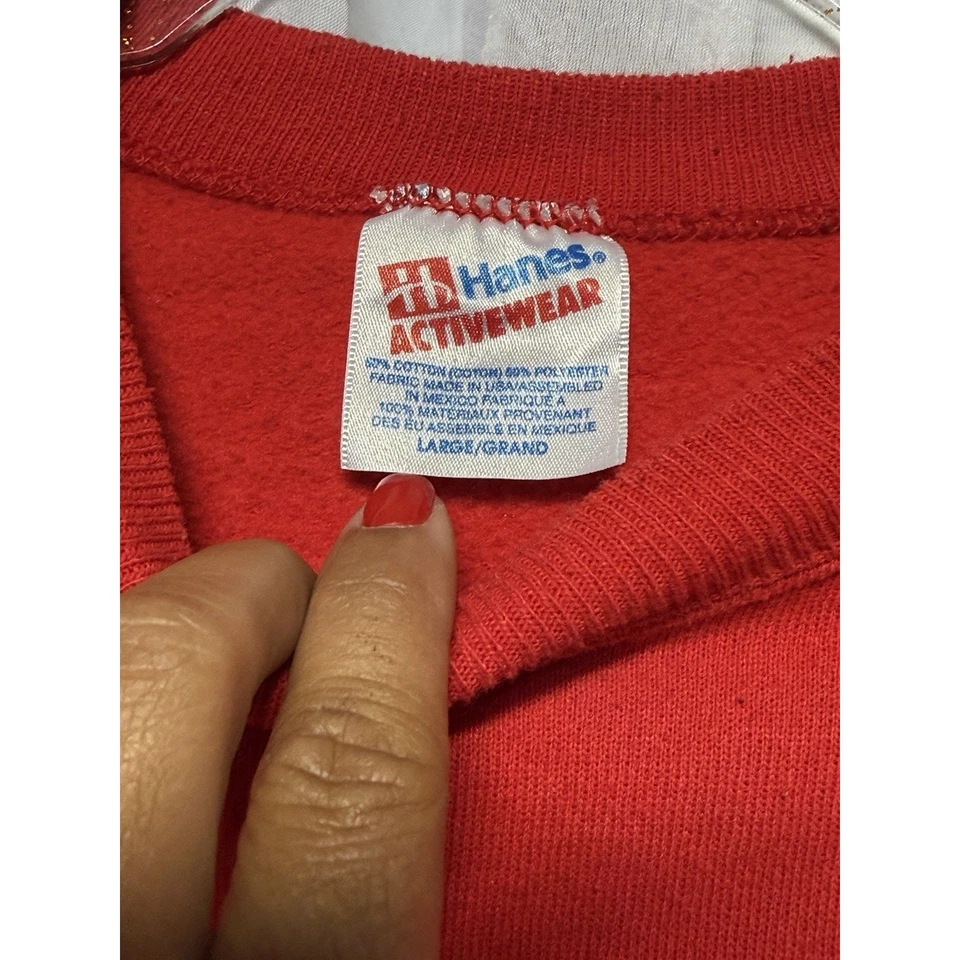 Hanes®
ACTIVEWEAR
50% COTTON (COTON) 50% POLYESTER
FABRIC MADE IN USA/ASSEMBLED
IN MEXICO FABRIQUÉ À
100% MATERIAUX PROVENANT
DES EU ASSEMBLE EN MEXIQUE
LARGE/GRAND